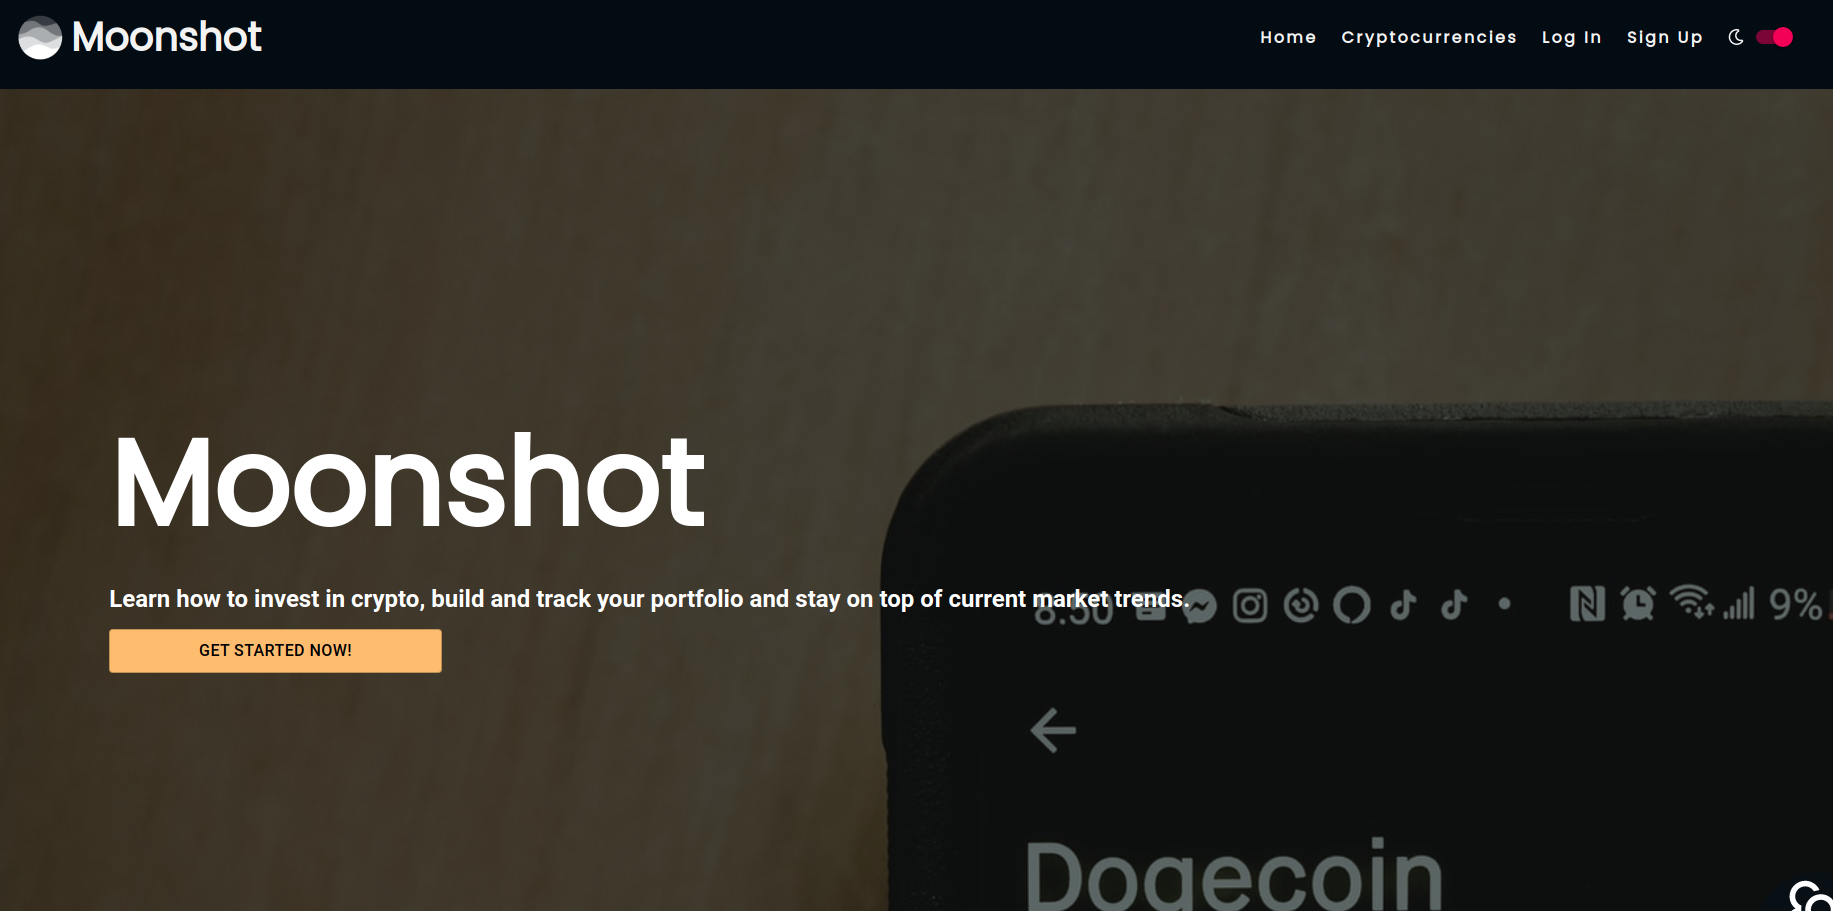 Moonshot
Home Cryptocurrencies Log In Sign Up
Moonshot
Learn how to invest in crypto, build and track your portfolio and stay on top of current market trends.
8:50 9%
GET STARTED NOW!
Dogecoin